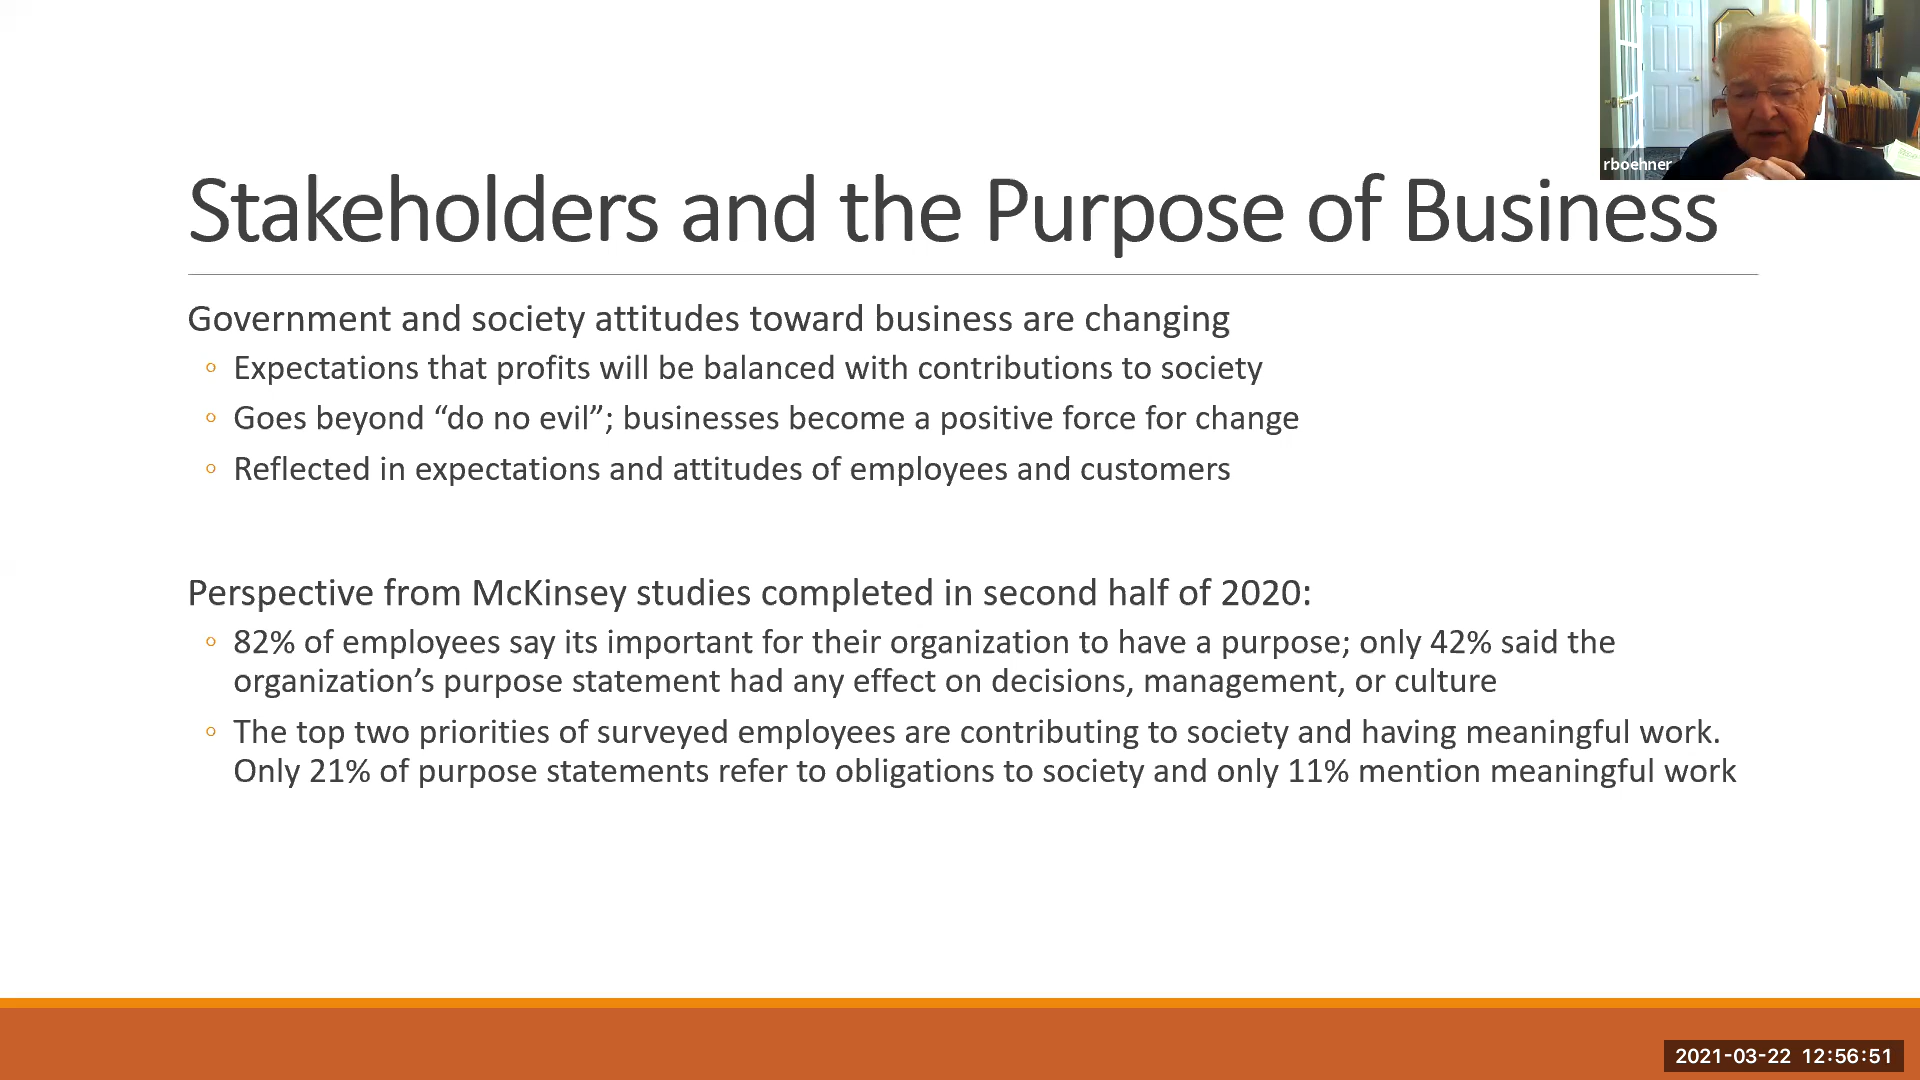 rboehner
Stakeholders and the Purpose of Business
Government and society attitudes toward business are changing
◦ Expectations that profits will be balanced with contributions to society
◦ Goes beyond “do no evil”; businesses become a positive force for change
◦ Reflected in expectations and attitudes of employees and customers
Perspective from McKinsey studies completed in second half of 2020:
◦ 82% of employees say its important for their organization to have a purpose; only 42% said the
organization’s purpose statement had any effect on decisions, management, or culture
◦ The top two priorities of surveyed employees are contributing to society and having meaningful work.
Only 21% of purpose statements refer to obligations to society and only 11% mention meaningful work
2021-03-22 12:56:51